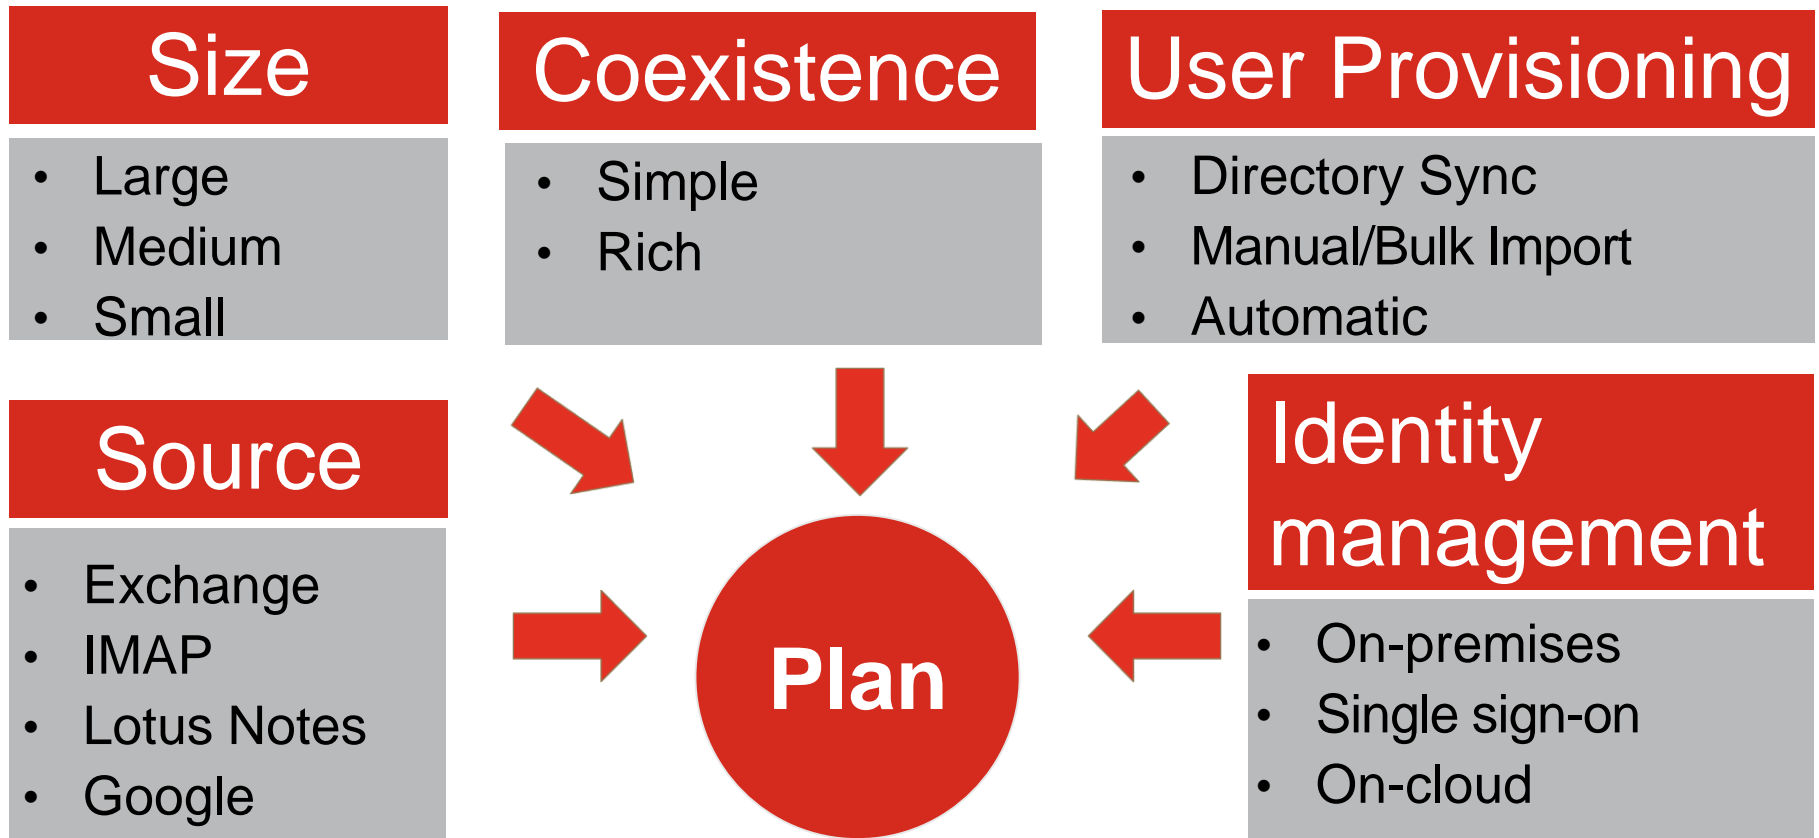 Size
• Large
• Medium
• Small
Coexistence
• Simple
• Rich
User Provisioning
• Directory Sync
• Manual/Bulk Import
• Automatic
Source
• Exchange
• IMAP
• Lotus Notes
• Google
Plan
Identity
management
• On-premises
• Single sign-on
• On-cloud